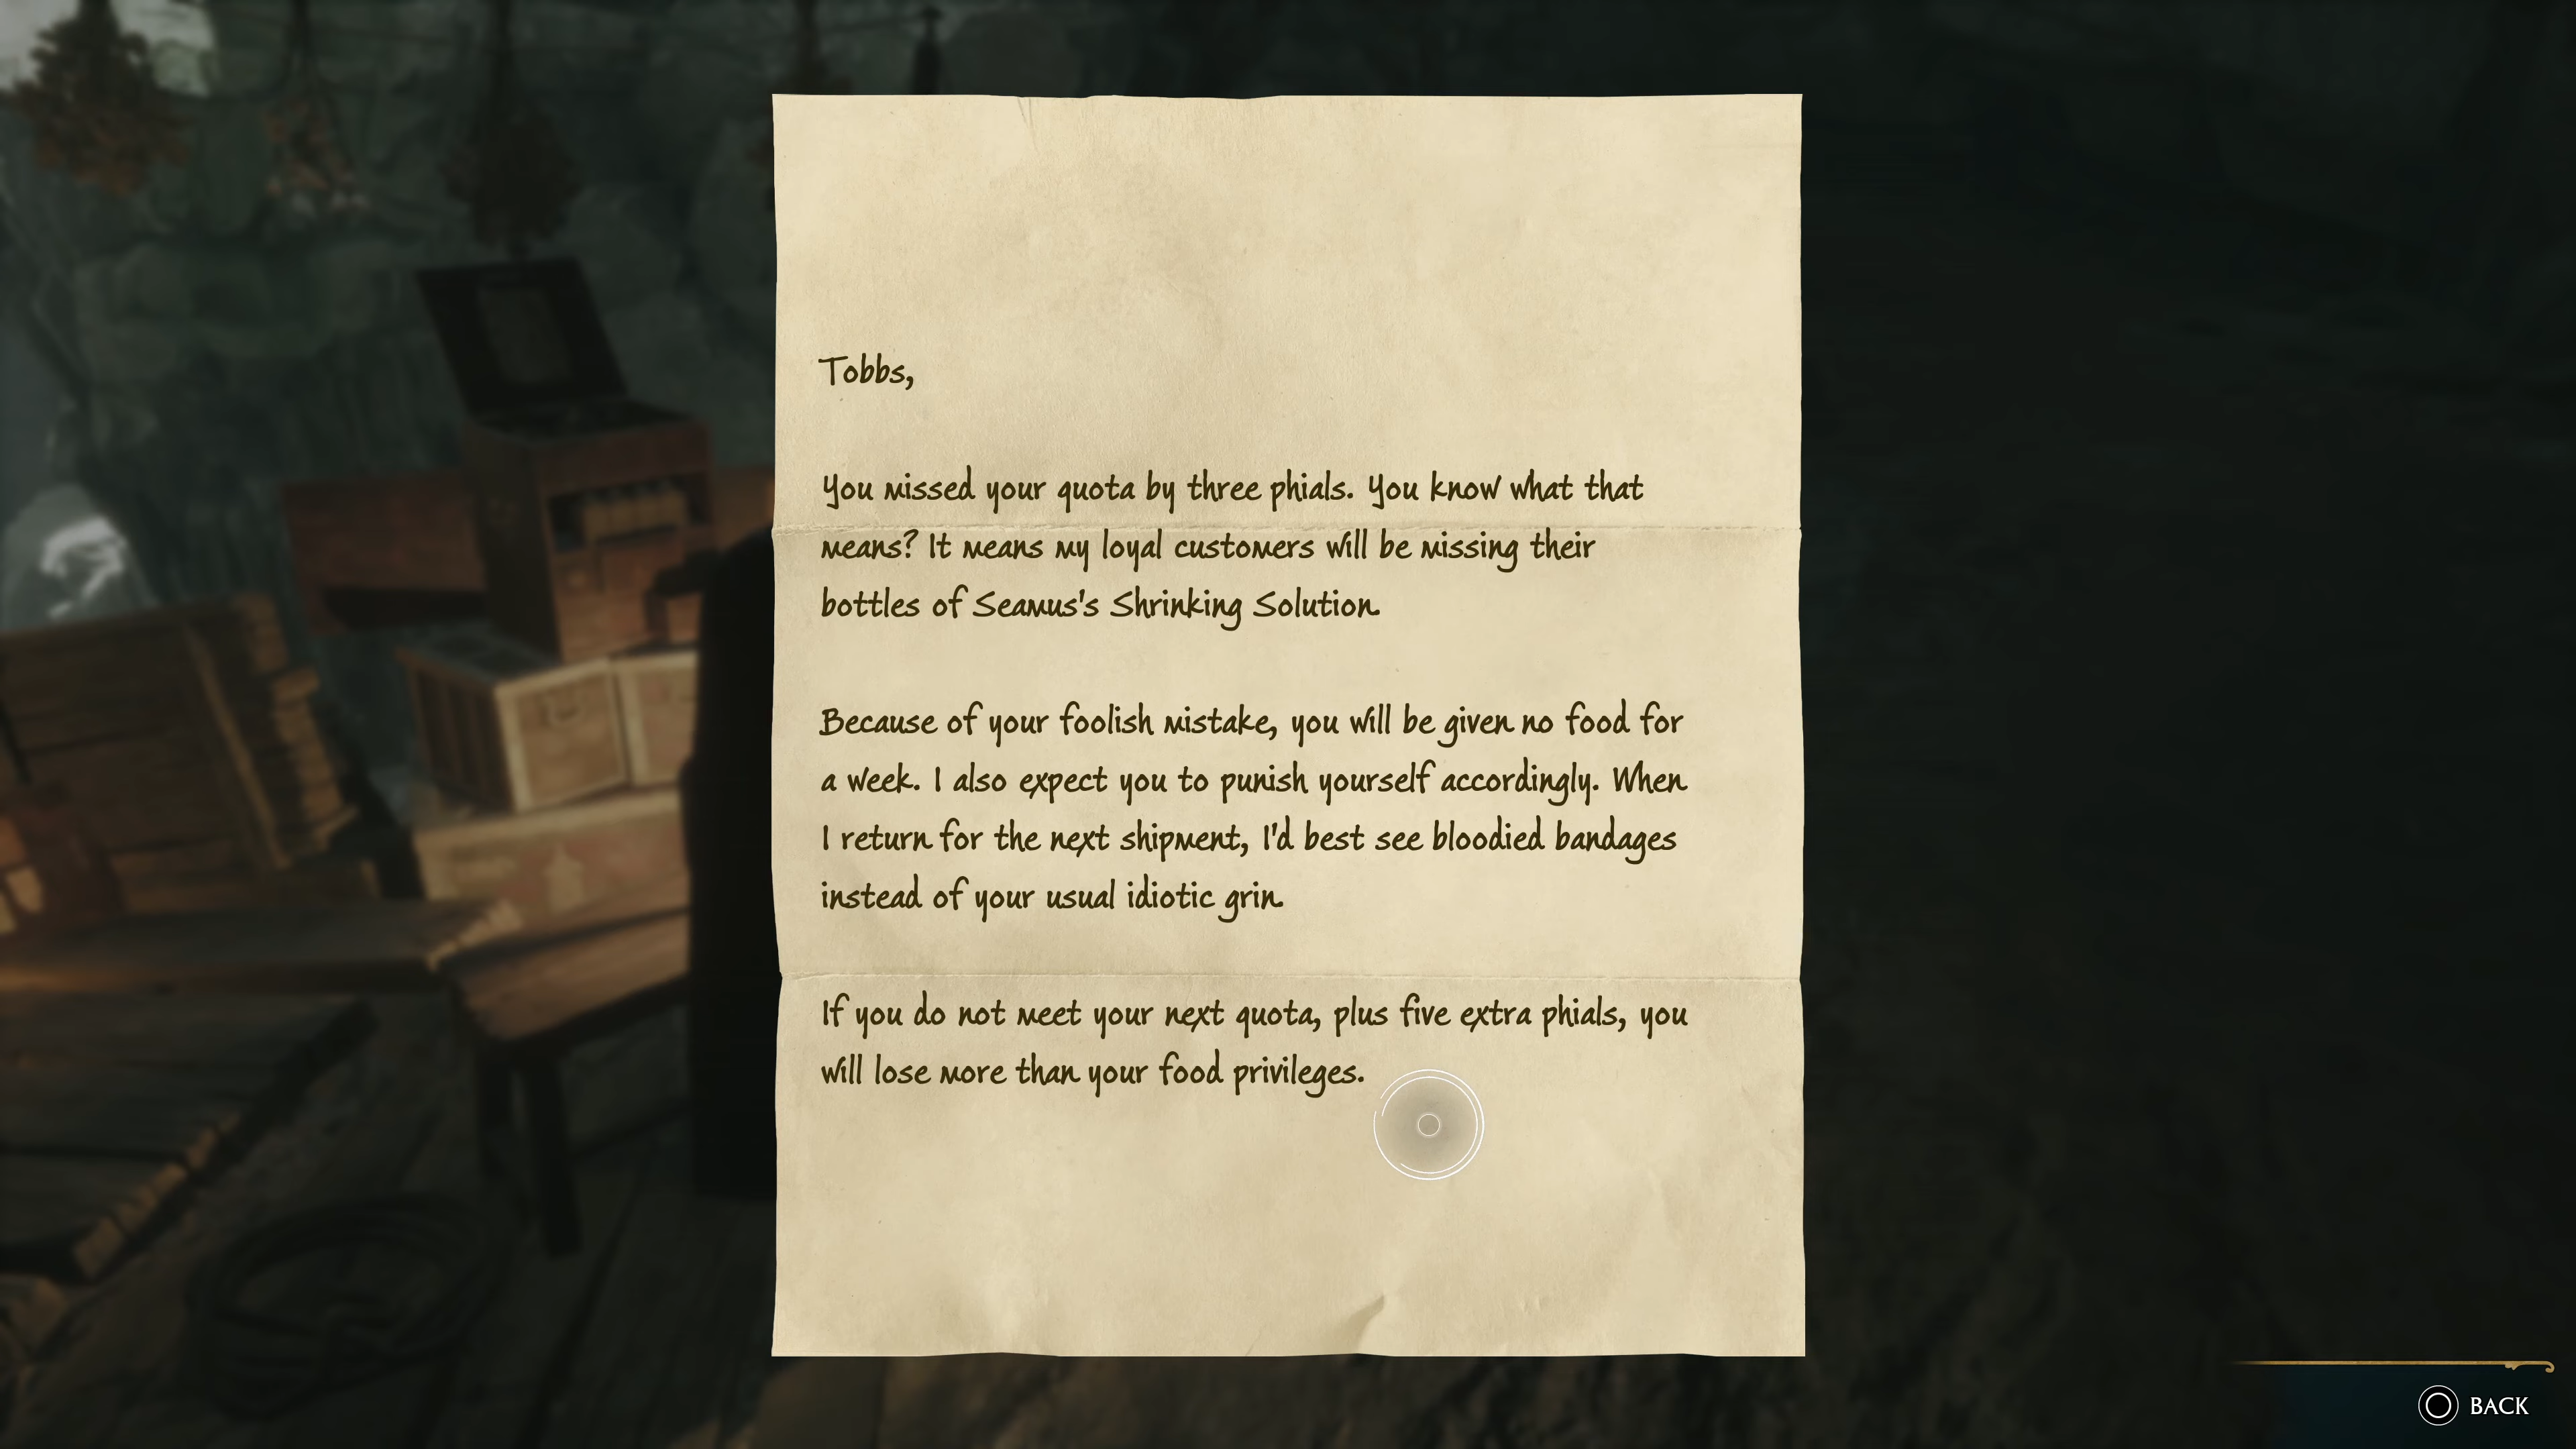 Tobbs,
You missed your quota by three phials. You know what that
means? It means my loyal customers will be missing their
bottles of Seamus's Shrinking Solution.
Because of your foolish mistake, you will be given no food for
a week. I also expect you to punish yourself accordingly. When
I return for the next shipment, I'd best see bloodied bandages
instead of your usual idiotic grin.
If you do not meet your next quota, plus five extra phials, you
will lose more than your food privileges.
BACK